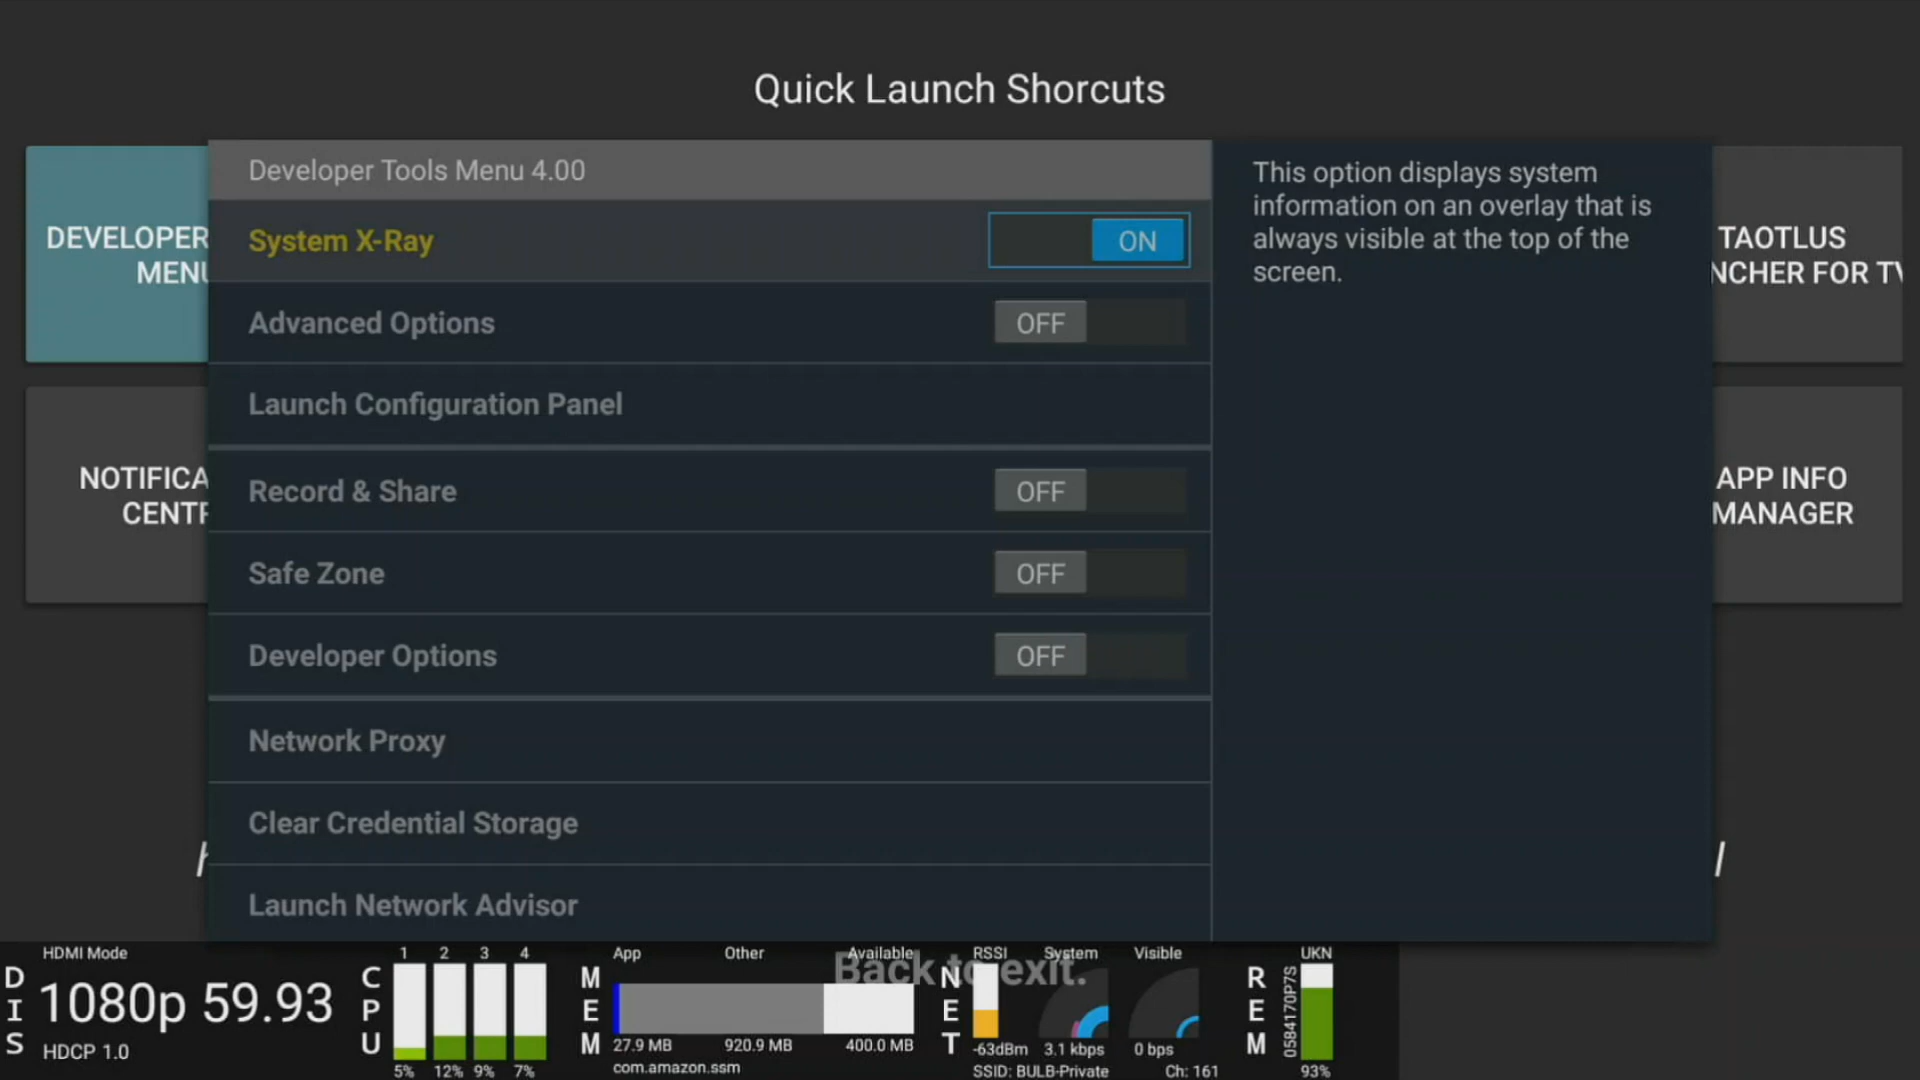 Quick Launch Shorcuts
DEVELOPER
MENU
NOTIFICA
CENTR
TAOTLUS
NCHER FOR TV
APP INFO
MANAGER
Developer Tools Menu 4.00
System X-Ray ON
Advanced Options OFF
Launch Configuration Panel
Record & Share OFF
Safe Zone OFF
Developer Options OFF
Network Proxy
Clear Credential Storage
Launch Network Advisor
This option displays system
information on an overlay that is
always visible at the top of the
screen.
Back to exit.
DIS
HDMI Mode
1080p 59.93
HDCP 1.0
CPU
1 2 3 4
5% 12% 9% 7%
MEM
App Other Available
27.9 MB 920.9 MB 400.0 MB
com.amazon.ssm
NET
RSSI System Visible
-63dBm 3.1 kbps 0 bps
SSID: BULB-Private Ch: 161
REM
UKN
0584170P7S
93%